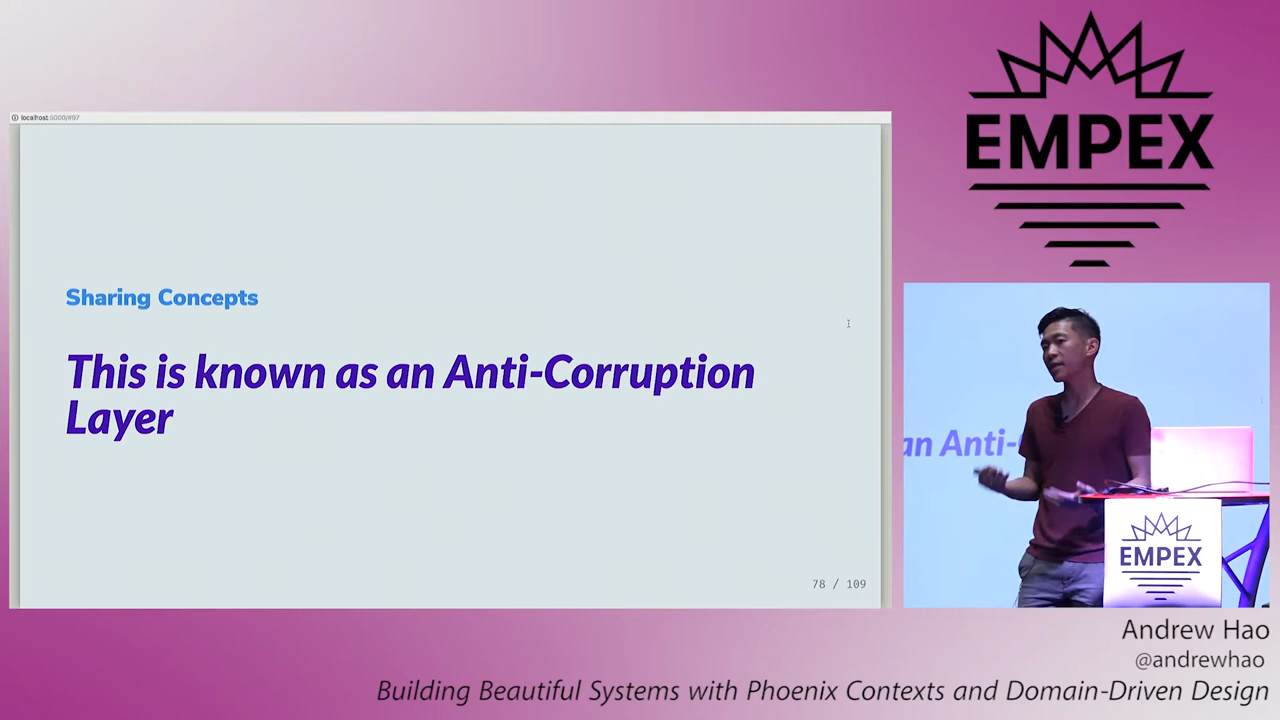 localhost:5000/#97
Sharing Concepts
This is known as an Anti-Corruption
Layer
78 / 109
EMPEX
an Anti-
EMPEX
Andrew Hao
@andrewhao
Building Beautiful Systems with Phoenix Contexts and Domain-Driven Design